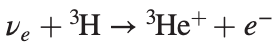 νₑ + ³H → ³He⁺ + e⁻